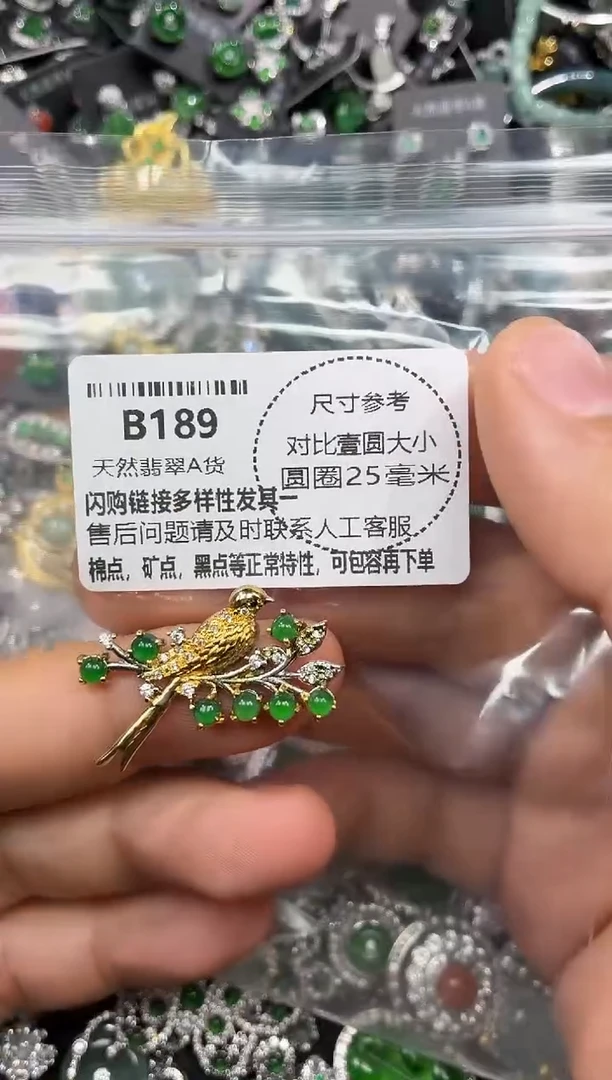 B189
尺寸参考
对比壹圆大小
天然翡翠A货
圆圈25毫米
闪购链接多样性发其一
售后问题请及时联系人工客服
棉点,矿点,黑点等正常特性,可包容再下单